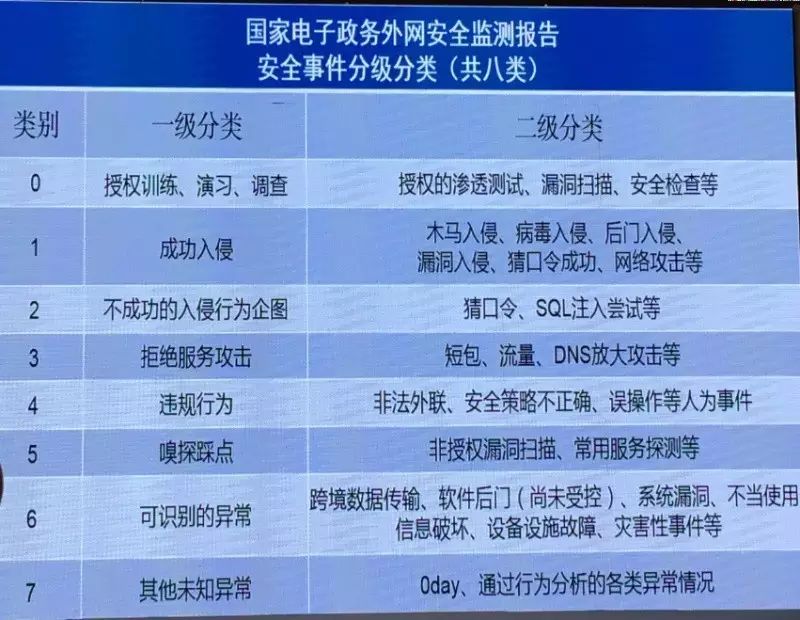 国家电子政务外网安全监测报告
安全事件分级分类（共八类）
类别 一级分类 二级分类
0 授权训练、演习、调查 授权的渗透测试、漏洞扫描、安全检查等
1 成功入侵 木马入侵、病毒入侵、后门入侵、
漏洞入侵、猜口令成功、网络攻击等
2 不成功的入侵行为企图 猜口令、SQL注入尝试等
3 拒绝服务攻击 短包、流量、DNS放大攻击等
4 违规行为 非法外联、安全策略不正确、误操作等人为事件
5 嗅探踩点 非授权漏洞扫描、常用服务探测等
6 可识别的异常 跨境数据传输、软件后门（尚未受控）、系统漏洞、不当使用
信息破坏、设备设施故障、灾害性事件等
7 其他未知异常 0day、通过行为分析的各类异常情况